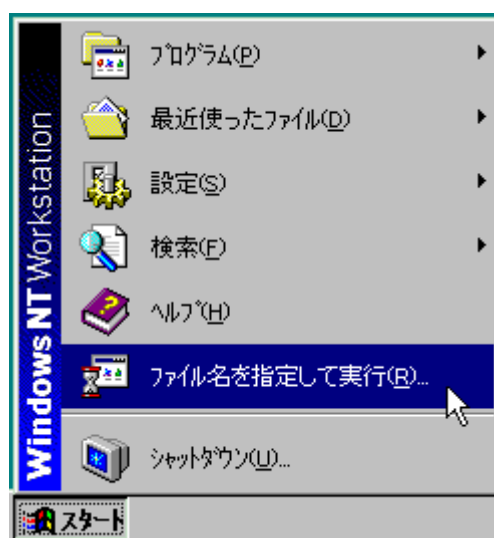 Windows NT Workstation
ﾌﾟﾛｸﾞﾗﾑ(P)
最近使ったﾌｧｲﾙ(D)
設定(S)
検索(F)
ﾍﾙﾌﾟ(H)
ﾌｧｲﾙ名を指定して実行(R)...
ｼｬｯﾄﾀﾞｳﾝ(U)...
スタート